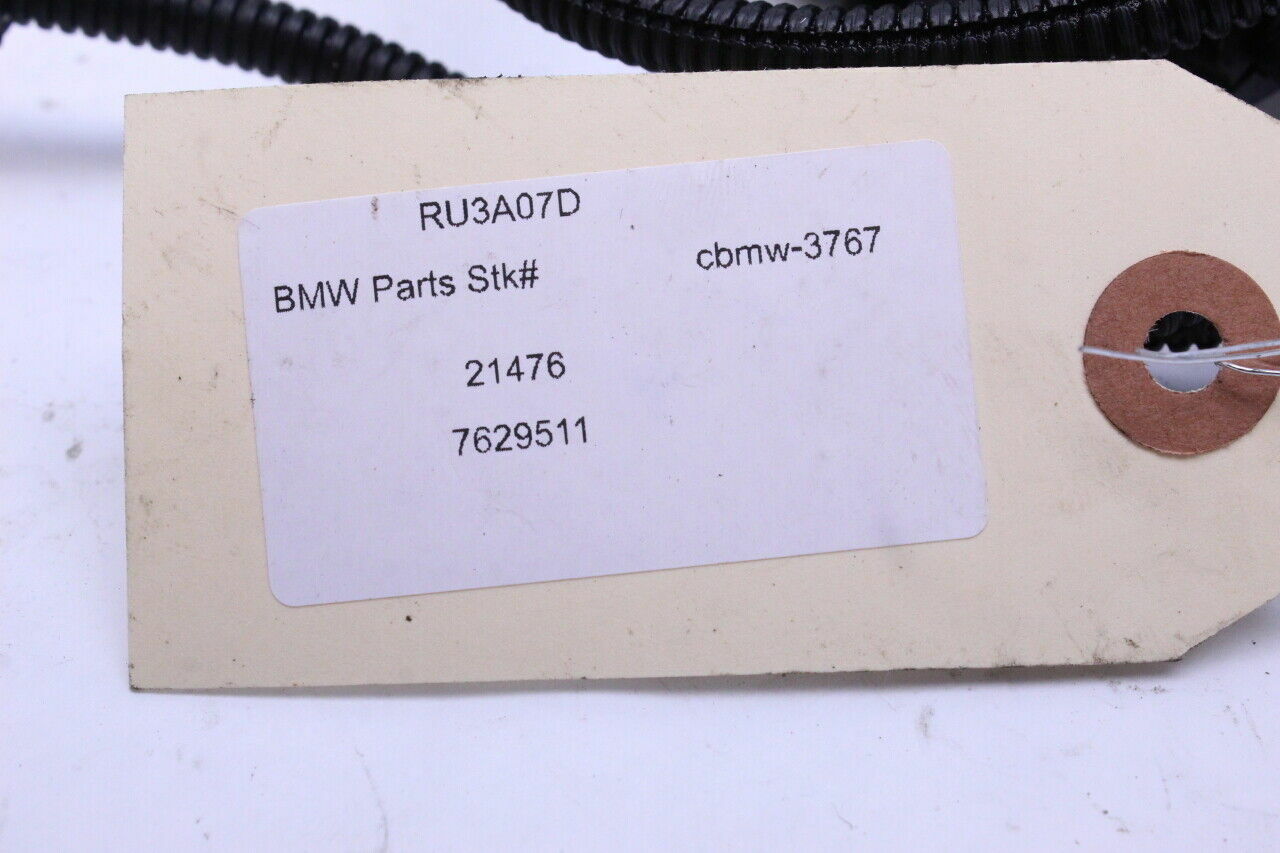 RU3A07D
BMW Parts Stk# cbmw-3767
21476
7629511